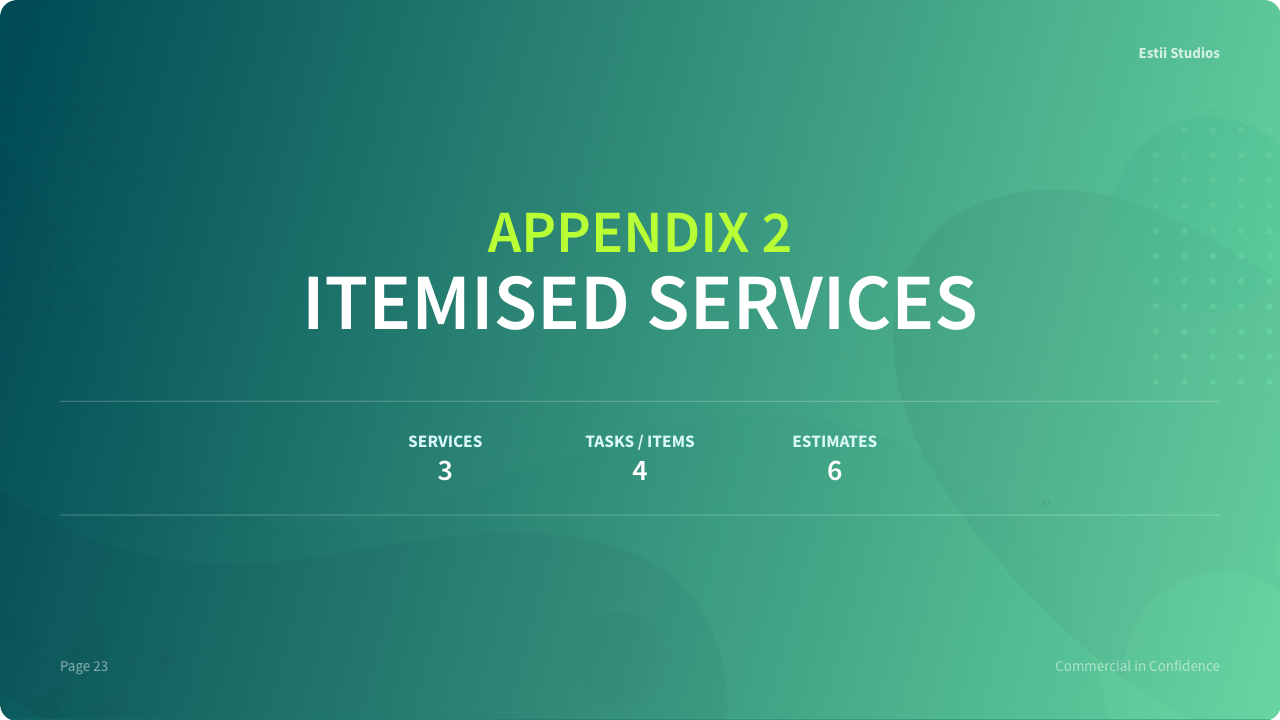 Estii Studios
APPENDIX 2
ITEMISED SERVICES
SERVICES TASKS / ITEMS ESTIMATES
3 4 6
Page 23 Commercial in Confidence